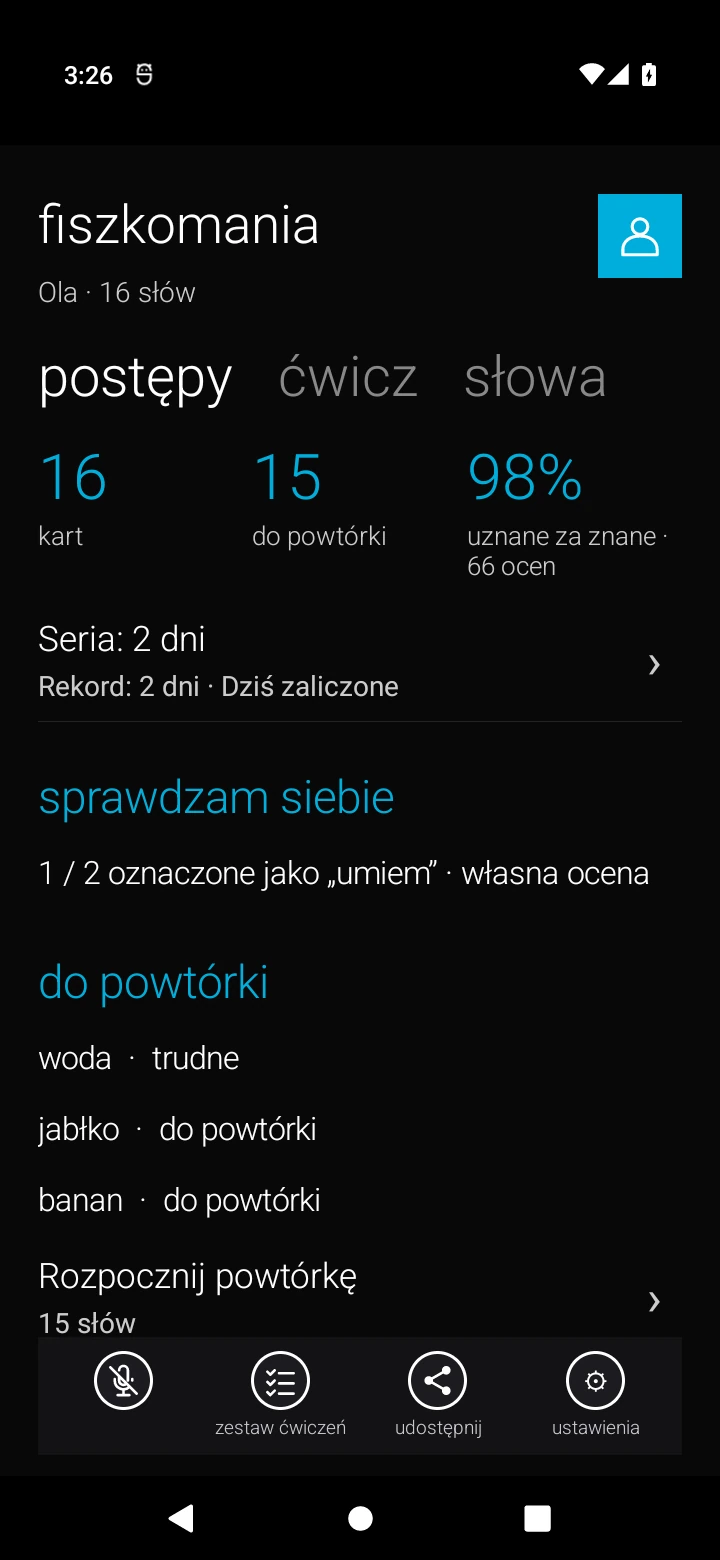 3:26
fiszkomania
Ola · 16 słów
postępy ćwicz słowa
16 15 98%
kart do powtórki uznane za znane ·
66 ocen
Seria: 2 dni
Rekord: 2 dni · Dziś zaliczone
sprawdzam siebie
1 / 2 oznaczone jako „umiem” · własna ocena
do powtórki
woda · trudne
jabłko · do powtórki
banan · do powtórki
Rozpocznij powtórkę
15 słów
zestaw ćwiczeń udostępnij ustawienia